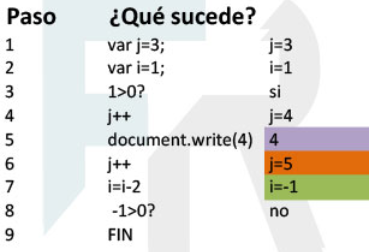 Paso ¿Qué sucede?
1 var j=3; j=3
2 var i=1; i=1
3 1>0? si
4 j++ j=4
5 document.write(4) 4
6 j++ j=5
7 i=i-2 i=-1
8 -1>0? no
9 FIN